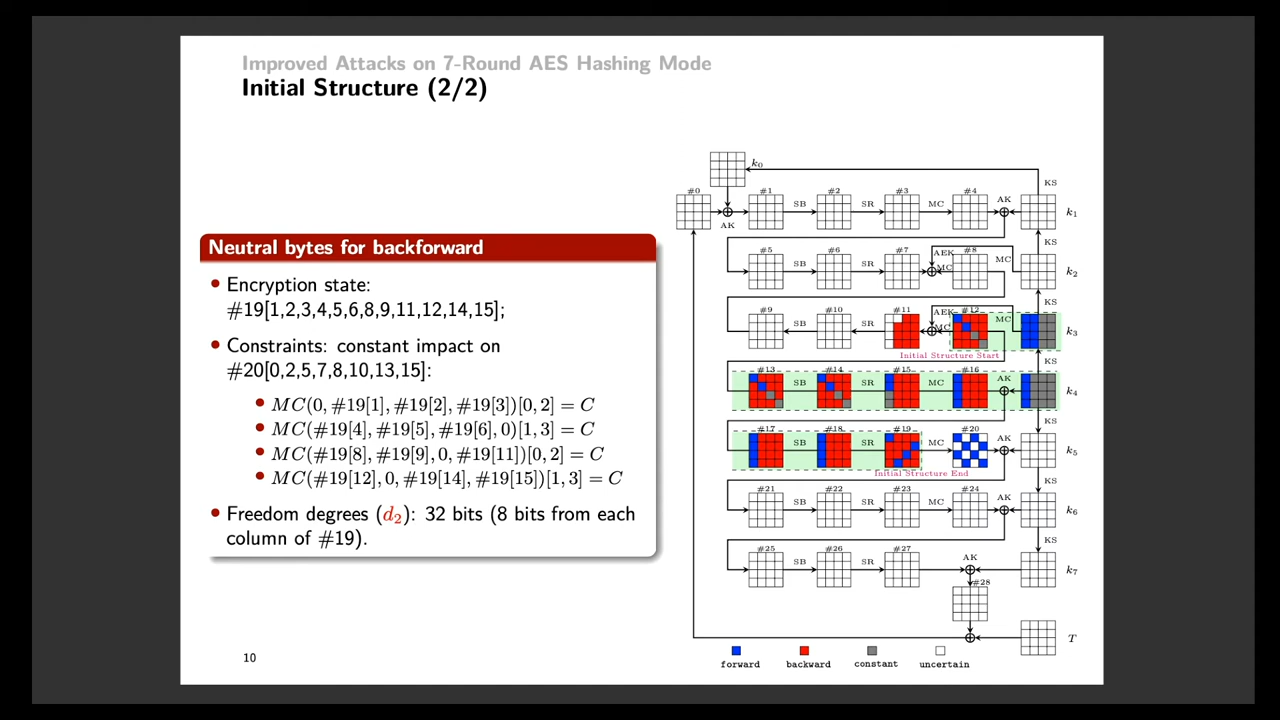 Improved Attacks on 7-Round AES Hashing Mode
Initial Structure (2/2)
Neutral bytes for backforward
• Encryption state:
#19[1,2,3,4,5,6,8,9,11,12,14,15];
• Constraints: constant impact on
#20[0,2,5,7,8,10,13,15]:
• MC(0, #19[1], #19[2], #19[3])[0, 2] = C
• MC(#19[4], #19[5], #19[6], 0)[1, 3] = C
• MC(#19[8], #19[9], 0, #19[11])[0, 2] = C
• MC(#19[12], 0, #19[14], #19[15])[1, 3] = C
• Freedom degrees (d₂): 32 bits (8 bits from each
column of #19).
10
k₀
KS
#0 #1 #2 #3 #4
SB SR MC AK k₁
AK
KS
#5 #6 #7 AEK #8
SB SR MC MC k₂
KS
#9 #10 #11 AEK #12
SB SR MC MC k₃
Initial Structure Start
KS
#13 #14 #15 #16
SB SR MC AK k₄
KS
#17 #18 #19 #20
SB SR MC AK k₅
Initial Structure End
KS
#21 #22 #23 #24
SB SR MC AK k₆
KS
#25 #26 #27
SB SR AK k₇
#28
T
forward backward constant uncertain